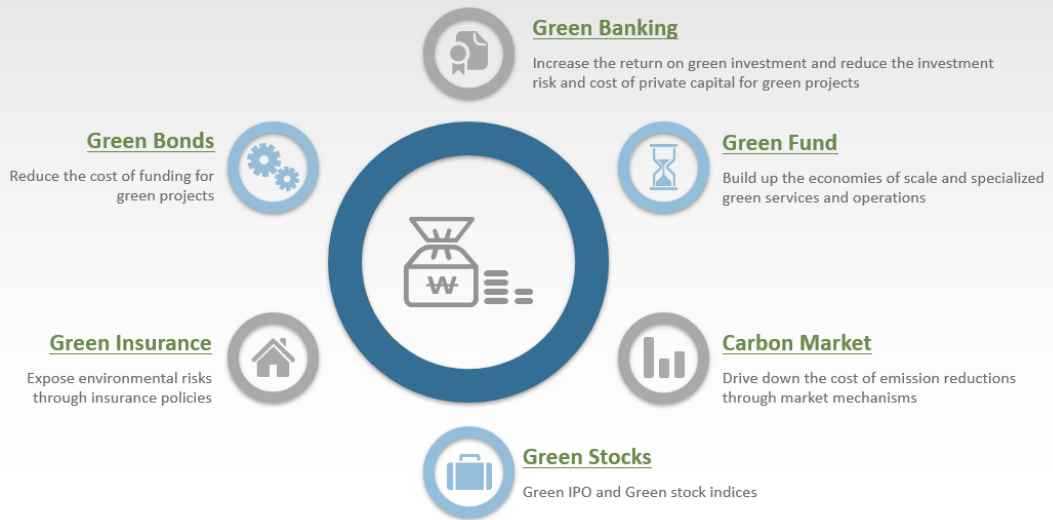 Green Banking
Increase the return on green investment and reduce the investment
risk and cost of private capital for green projects
Green Bonds
Reduce the cost of funding for
green projects
Green Fund
Build up the economies of scale and specialized
green services and operations
₩
Green Insurance
Expose environmental risks
through insurance policies
Carbon Market
Drive down the cost of emission reductions
through market mechanisms
Green Stocks
Green IPO and Green stock indices